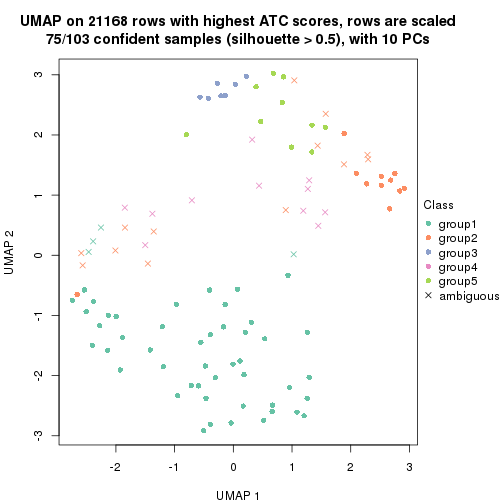 UMAP on 21168 rows with highest ATC scores, rows are scaled
75/103 confident samples (silhouette > 0.5), with 10 PCs
3
2
1
0
-1
-2
-3
UMAP 2
-2
-1
0
1
2
3
UMAP 1
Class
group1
group2
group3
group4
group5
ambiguous